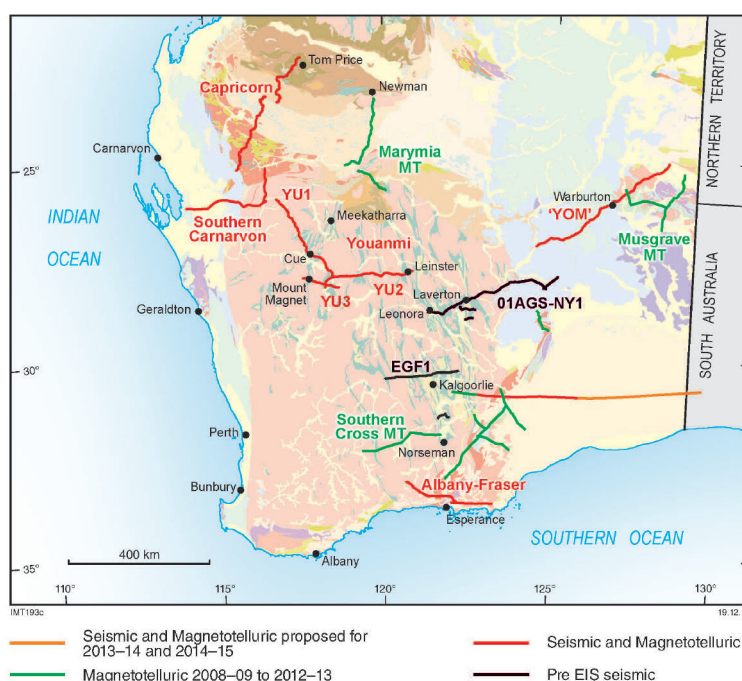 Tom Price
Capricorn
Newman
NORTHERN TERRITORY
Carnarvon
Marymia
MT
25°
YU1
Warburton
'YOM'
Southern
Carnarvon
Meekatharra
INDIAN
OCEAN
Musgrave
MT
Youanmi
Cue
Leinster
Mount
Magnet
YU3
YU2
Laverton
01AGS-NY1
Geraldton
Leonora
SOUTH AUSTRALIA
EGF1
30°
Kalgoorlie
Southern
Cross MT
Perth
Norseman
Albany-Fraser
Bunbury
Esperance
SOUTHERN OCEAN
400 km
Albany
35°
110°
115°
120°
125°
130°
IMT193c
19.12.
Seismic and Magnetotelluric proposed for
2013–14 and 2014–15
Seismic and Magnetotelluric
Magnetotelluric 2008–09 to 2012–13
Pre EIS seismic